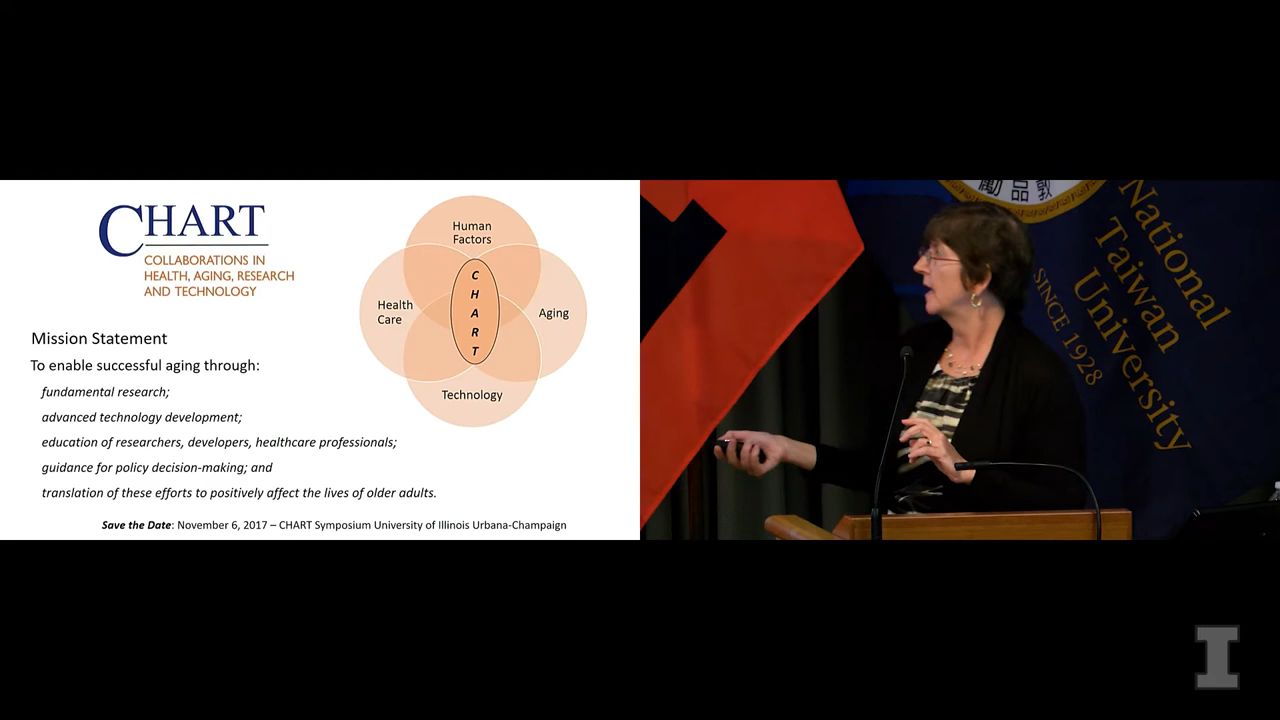 CHART
COLLABORATIONS IN
HEALTH, AGING, RESEARCH
AND TECHNOLOGY
Human
Factors
Health
Care
C
H
A
R
T
Aging
Technology
Mission Statement
To enable successful aging through:
fundamental research;
advanced technology development;
education of researchers, developers, healthcare professionals;
guidance for policy decision-making; and
translation of these efforts to positively affect the lives of older adults.
Save the Date: November 6, 2017 – CHART Symposium University of Illinois Urbana-Champaign
National
Taiwan
University
SINCE 1928
I